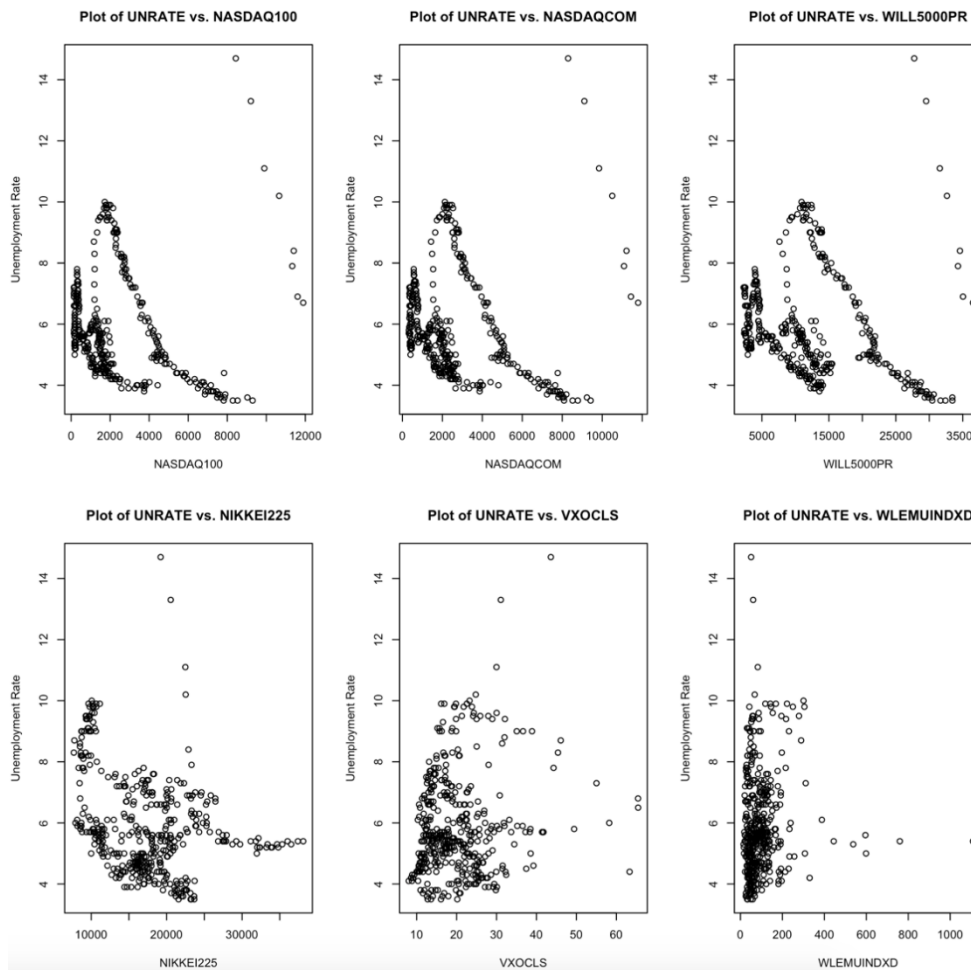 Plot of UNRATE vs. NASDAQ100
Plot of UNRATE vs. NASDAQCOM
Plot of UNRATE vs. WILL5000PR
Unemployment Rate
14
12
10
8
6
4
0 2000 4000 6000 8000 12000
NASDAQ100
Unemployment Rate
14
12
10
8
6
4
0 2000 4000 6000 8000 10000
NASDAQCOM
Unemployment Rate
14
12
10
8
6
4
5000 15000 25000 3500
WILL5000PR
Plot of UNRATE vs. NIKKEI225
Plot of UNRATE vs. VXOCLS
Plot of UNRATE vs. WLEMUINDXD
Unemployment Rate
14
12
10
8
6
4
10000 20000 30000
NIKKEI225
Unemployment Rate
14
12
10
8
6
4
10 20 30 40 50 60
VXOCLS
Unemployment Rate
14
12
10
8
6
4
0 200 400 600 800 1000
WLEMUINDXD